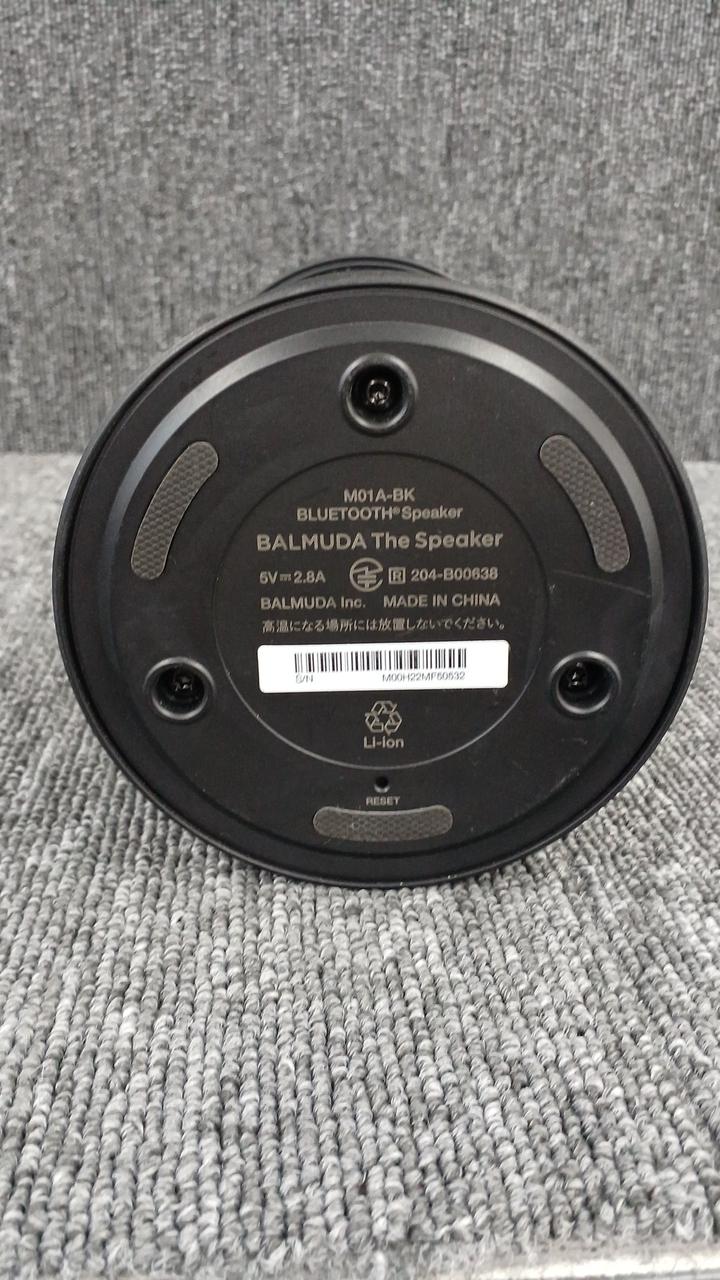 M01A-BK
BLUETOOTH® Speaker
BALMUDA The Speaker
5V⎓2.8A R 204-B00638
BALMUDA Inc. MADE IN CHINA
高温になる場所には放置しないでください。
S/N M00H22MF50532
Li-ion
RESET